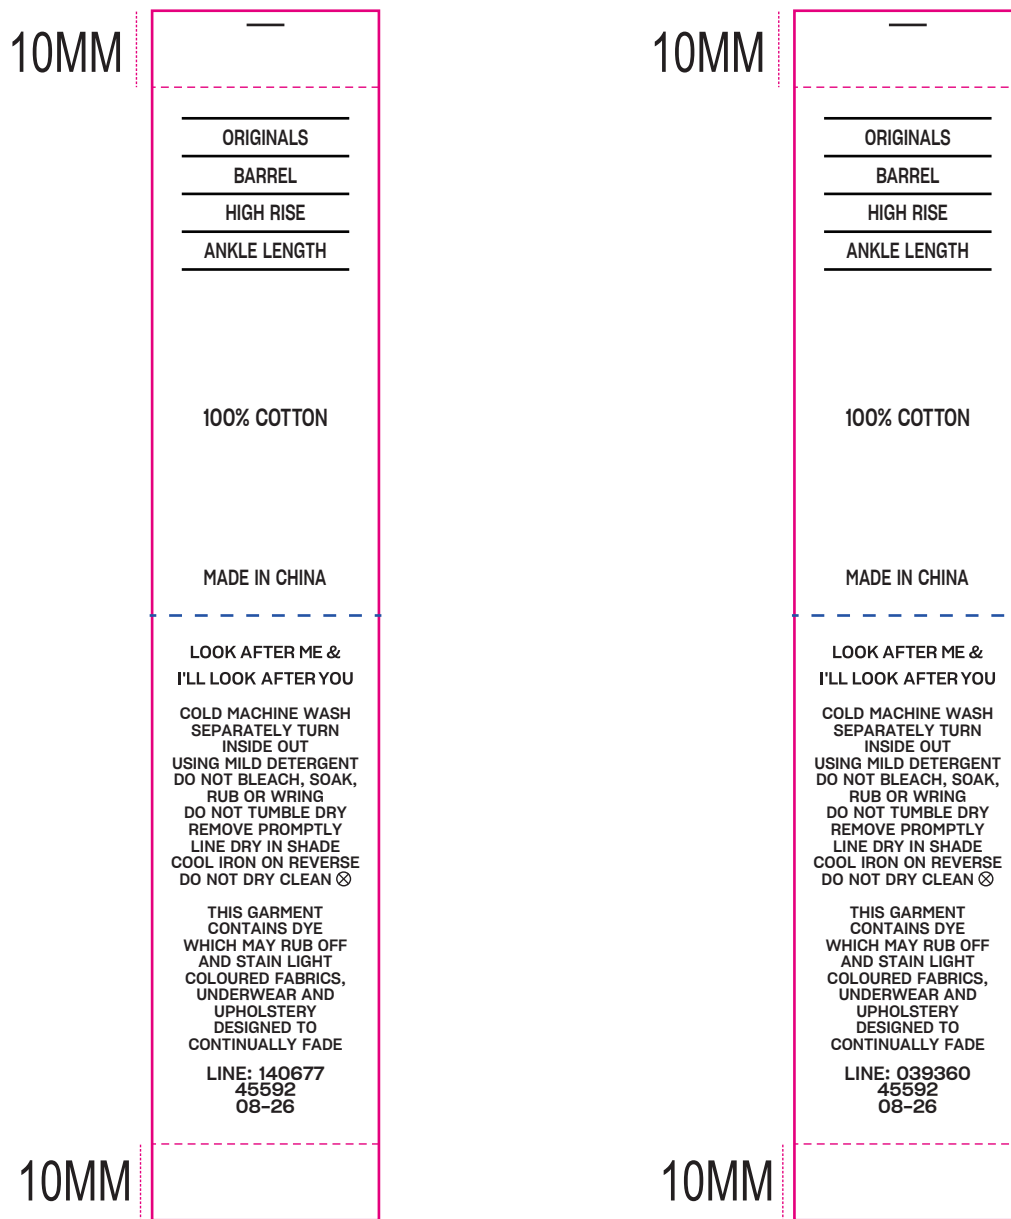 10MM
ORIGINALS
BARREL
HIGH RISE
ANKLE LENGTH
100% COTTON
MADE IN CHINA
LOOK AFTER ME &
I'LL LOOK AFTER YOU
COLD MACHINE WASH
SEPARATELY TURN
INSIDE OUT
USING MILD DETERGENT
DO NOT BLEACH, SOAK,
RUB OR WRING
DO NOT TUMBLE DRY
REMOVE PROMPTLY
LINE DRY IN SHADE
COOL IRON ON REVERSE
DO NOT DRY CLEAN ⊗
THIS GARMENT
CONTAINS DYE
WHICH MAY RUB OFF
AND STAIN LIGHT
COLOURED FABRICS,
UNDERWEAR AND
UPHOLSTERY
DESIGNED TO
CONTINUALLY FADE
LINE: 140677
45592
08-26
10MM
10MM
ORIGINALS
BARREL
HIGH RISE
ANKLE LENGTH
100% COTTON
MADE IN CHINA
LOOK AFTER ME &
I'LL LOOK AFTER YOU
COLD MACHINE WASH
SEPARATELY TURN
INSIDE OUT
USING MILD DETERGENT
DO NOT BLEACH, SOAK,
RUB OR WRING
DO NOT TUMBLE DRY
REMOVE PROMPTLY
LINE DRY IN SHADE
COOL IRON ON REVERSE
DO NOT DRY CLEAN ⊗
THIS GARMENT
CONTAINS DYE
WHICH MAY RUB OFF
AND STAIN LIGHT
COLOURED FABRICS,
UNDERWEAR AND
UPHOLSTERY
DESIGNED TO
CONTINUALLY FADE
LINE: 039360
45592
08-26
10MM